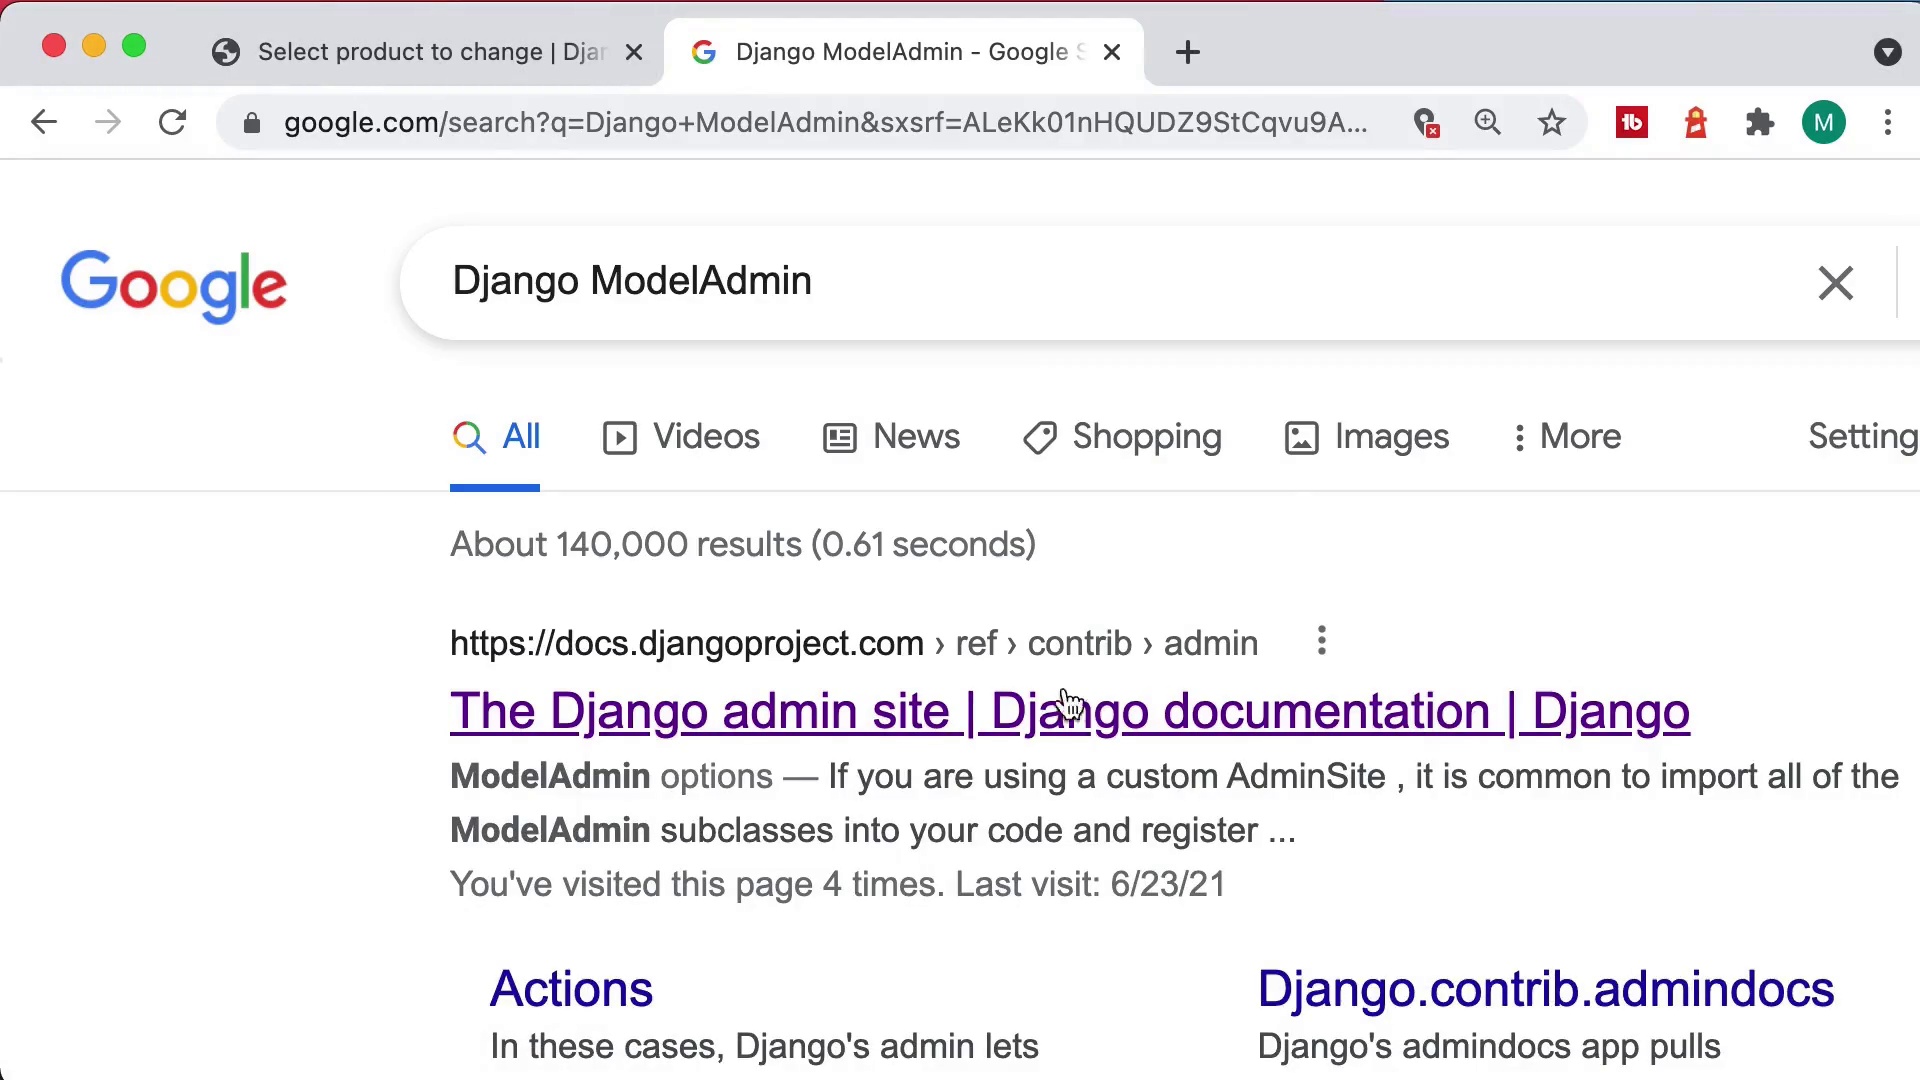 Select product to change | Djan
Django ModelAdmin - Google S
google.com/search?q=Django+ModelAdmin&sxsrf=ALeKk01nHQUDZ9StCqvu9A...
tb
M
Google
Django ModelAdmin
All
Videos
News
Shopping
Images
More
Setting
About 140,000 results (0.61 seconds)
https://docs.djangoproject.com › ref › contrib › admin
The Django admin site | Django documentation | Django
ModelAdmin options — If you are using a custom AdminSite , it is common to import all of the
ModelAdmin subclasses into your code and register ...
You've visited this page 4 times. Last visit: 6/23/21
Actions
Django.contrib.admindocs
In these cases, Django's admin lets
Django's admindocs app pulls